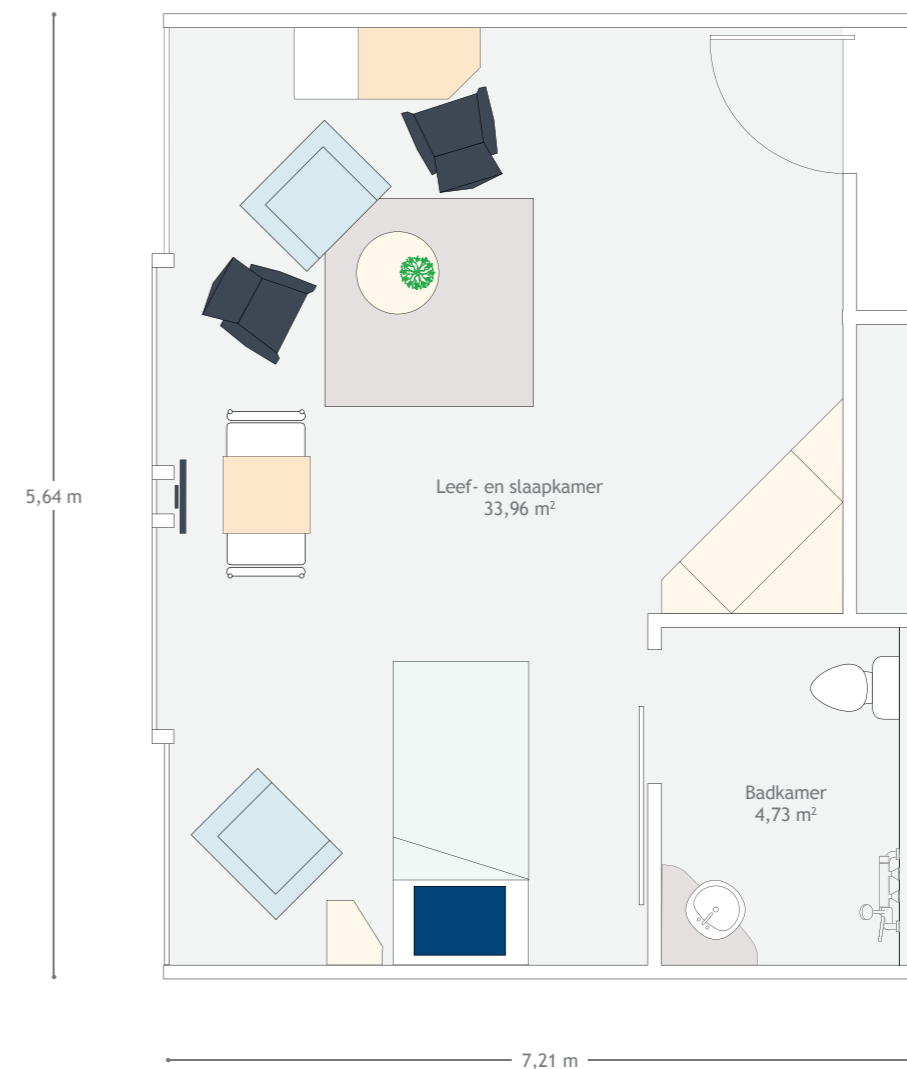 5,64 m
Leef- en slaapkamer
33,96 m²
Badkamer
4,73 m²
7,21 m